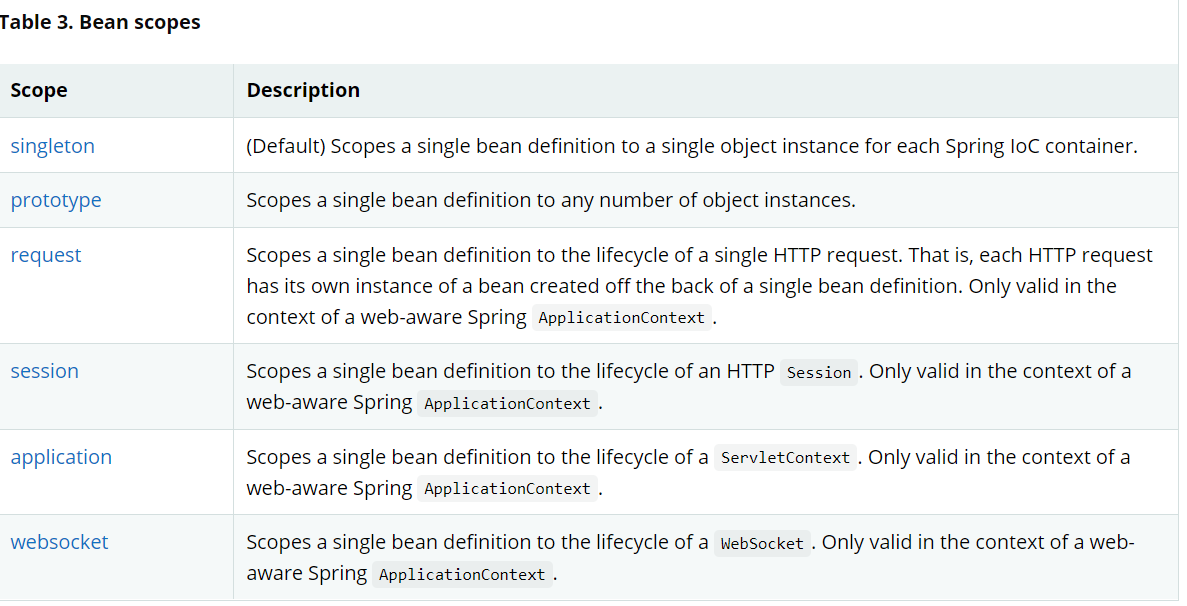 Table 3. Bean scopes
Scope Description
singleton (Default) Scopes a single bean definition to a single object instance for each Spring IoC container.
prototype Scopes a single bean definition to any number of object instances.
request Scopes a single bean definition to the lifecycle of a single HTTP request. That is, each HTTP request
has its own instance of a bean created off the back of a single bean definition. Only valid in the
context of a web-aware Spring ApplicationContext.
session Scopes a single bean definition to the lifecycle of an HTTP Session. Only valid in the context of a
web-aware Spring ApplicationContext.
application Scopes a single bean definition to the lifecycle of a ServletContext. Only valid in the context of a
web-aware Spring ApplicationContext.
websocket Scopes a single bean definition to the lifecycle of a WebSocket. Only valid in the context of a web-
aware Spring ApplicationContext.